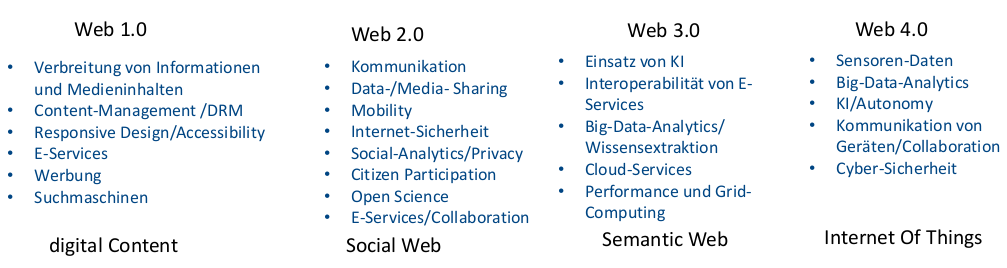 Web 1.0
• Verbreitung von Informationen
und Medieninhalten
• Content-Management /DRM
• Responsive Design/Accessibility
• E-Services
• Werbung
• Suchmaschinen
digital Content
Web 2.0
• Kommunikation
• Data-/Media- Sharing
• Mobility
• Internet-Sicherheit
• Social-Analytics/Privacy
• Citizen Participation
• Open Science
• E-Services/Collaboration
Social Web
Web 3.0
• Einsatz von KI
• Interoperabilität von E-
Services
• Big-Data-Analytics/
Wissensextraktion
• Cloud-Services
• Performance und Grid-
Computing
Semantic Web
Web 4.0
• Sensoren-Daten
• Big-Data-Analytics
• KI/Autonomy
• Kommunikation von
Geräten/Collaboration
• Cyber-Sicherheit
Internet Of Things